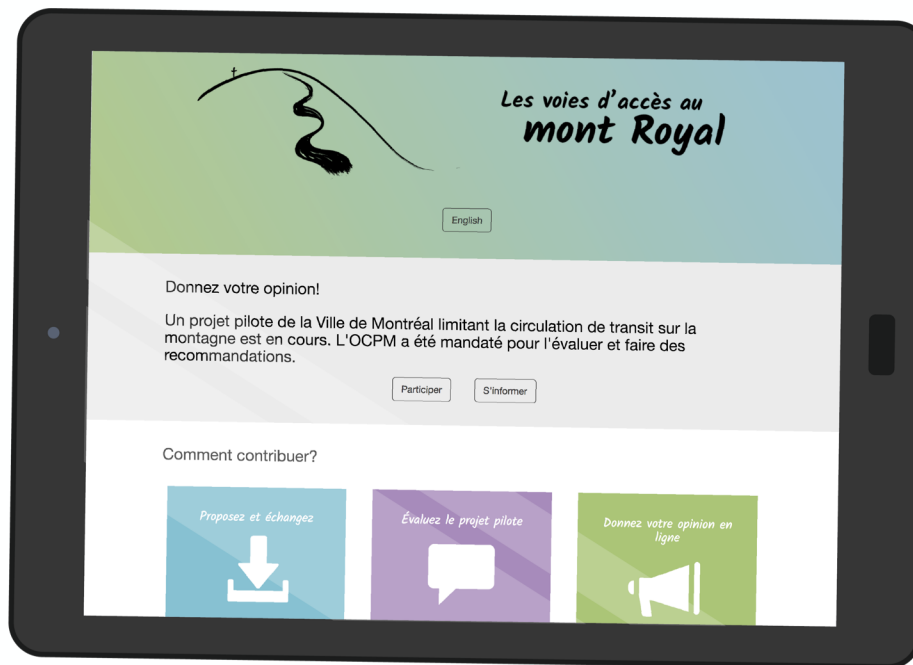 Les voies d'accès au
mont Royal
English
Donnez votre opinion!
Un projet pilote de la Ville de Montréal limitant la circulation de transit sur la
montagne est en cours. L'OCPM a été mandaté pour l'évaluer et faire des
recommandations.
Participer
S'informer
Comment contribuer?
Proposez et échangez
Évaluez le projet pilote
Donnez votre opinion en
ligne